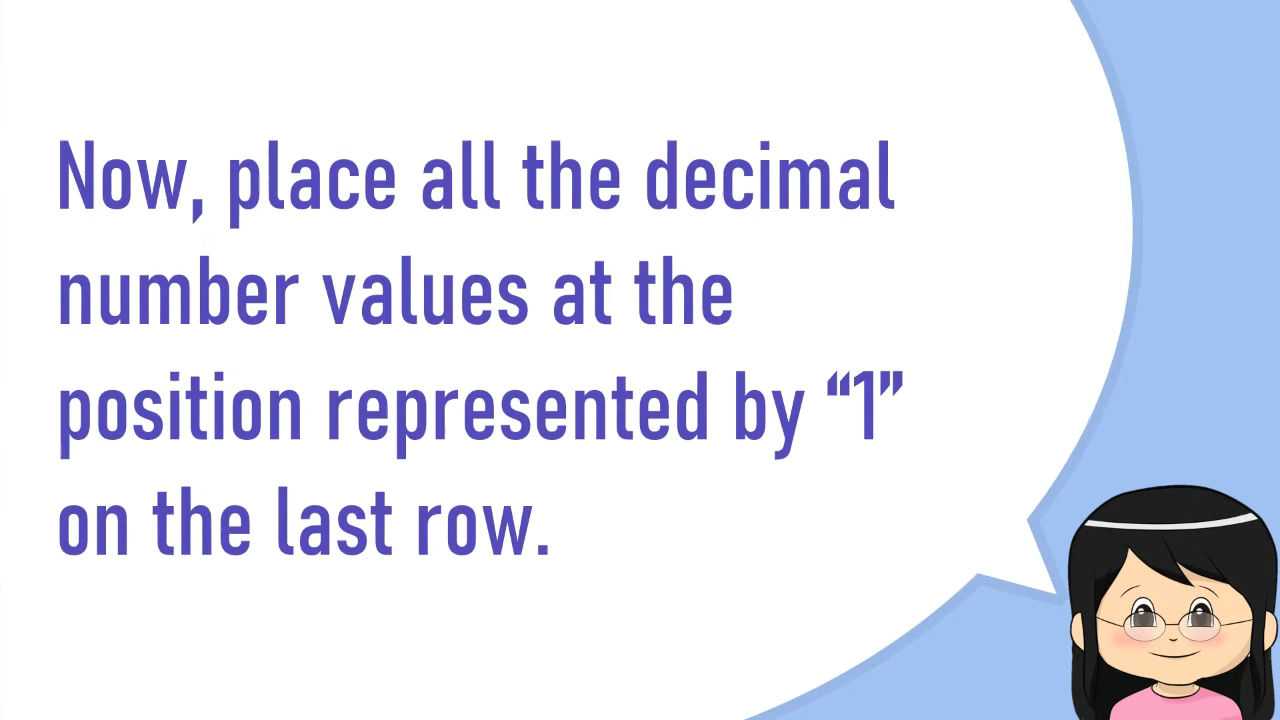 Now, place all the decimal
number values at the
position represented by “1”
on the last row.